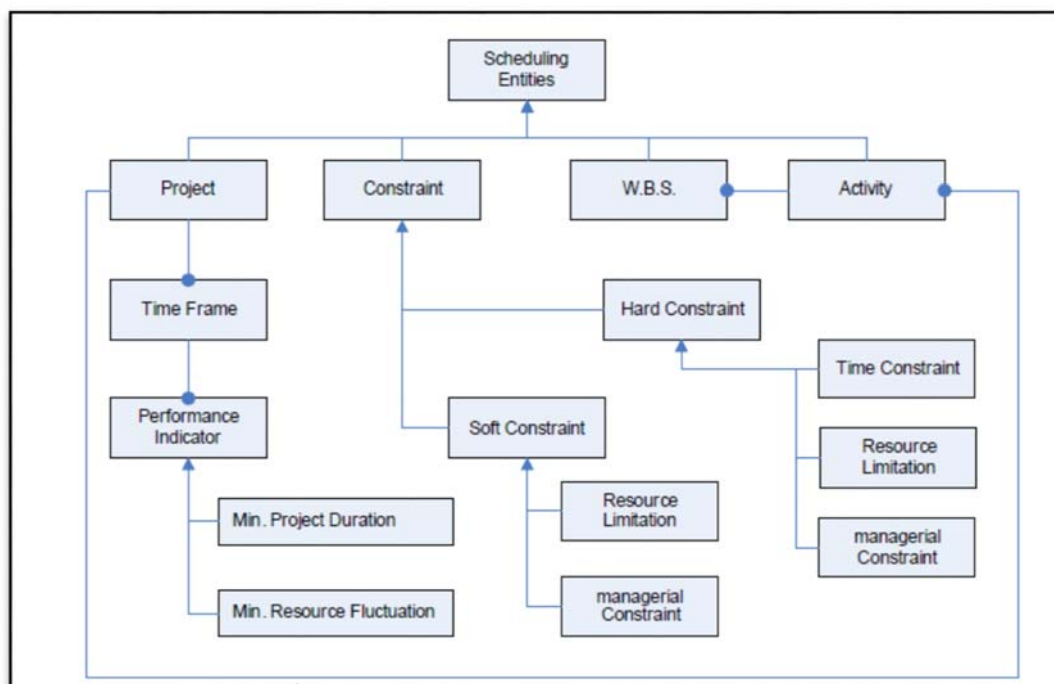 Scheduling
Entities
Project
Constraint
W.B.S.
Activity
Time Frame
Hard Constraint
Time Constraint
Performance
Indicator
Soft Constraint
Resource
Limitation
Min. Project Duration
Resource
Limitation
managerial
Constraint
Min. Resource Fluctuation
managerial
Constraint